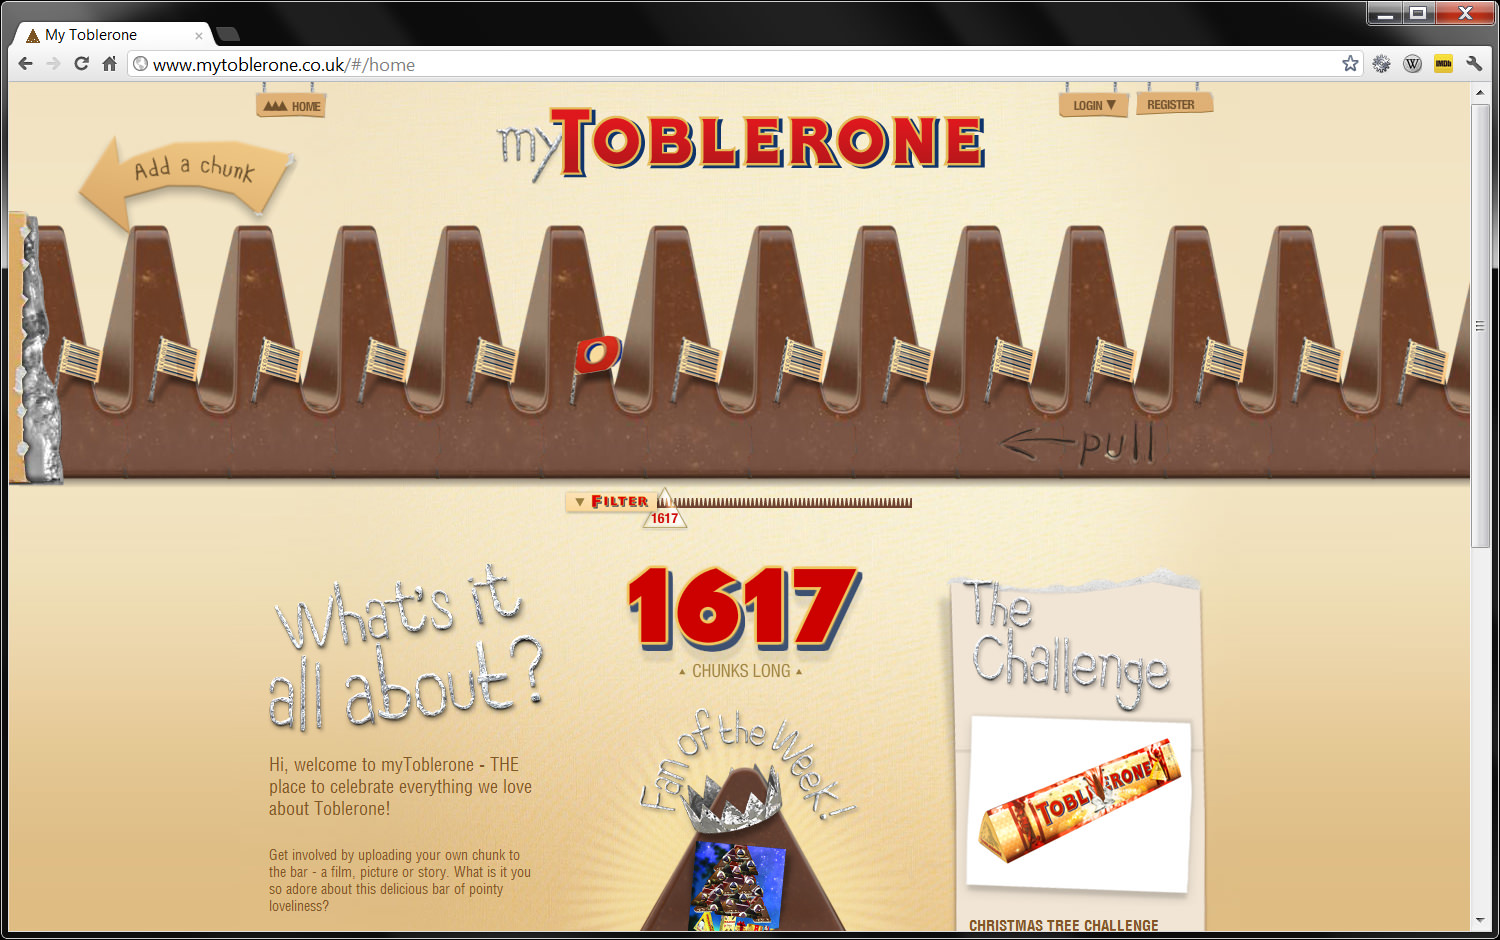 My Toblerone
www.mytoblerone.co.uk/#/home
W
IMDb
HOME
LOGIN
REGISTER
my TOBLERONE
Add a chunk
pull
FILTER
1617
What's it
all about?
Hi, welcome to myToblerone - THE
place to celebrate everything we love
about Toblerone!
Get involved by uploading your own chunk to
the bar - a film, picture or story. What is it you
so adore about this delicious bar of pointy
loveliness?
1617
CHUNKS LONG
Fan of the Week!
The
Challenge
TOBLERONE
CHRISTMAS TREE CHALLENGE